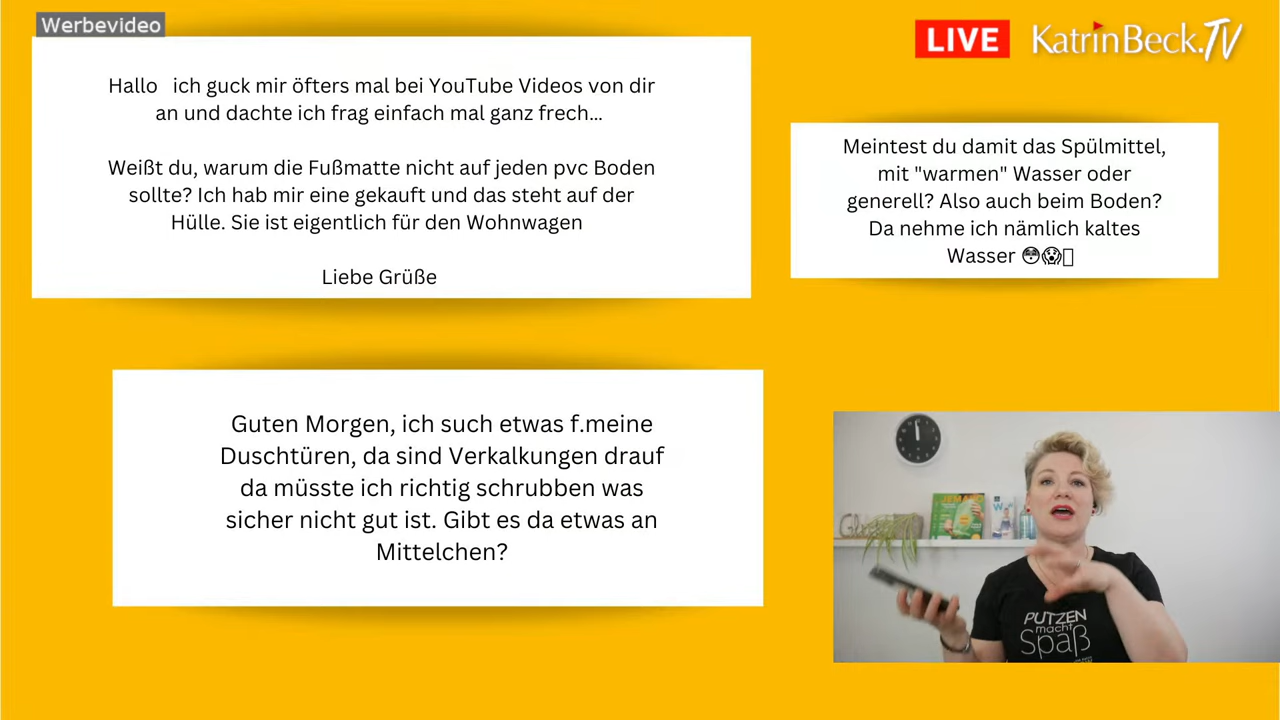 Werbevideo
LIVE KatrinBeck.TV
Hallo ich guck mir öfters mal bei YouTube Videos von dir
an und dachte ich frag einfach mal ganz frech...
Weißt du, warum die Fußmatte nicht auf jeden pvc Boden
sollte? Ich hab mir eine gekauft und das steht auf der
Hülle. Sie ist eigentlich für den Wohnwagen
Liebe Grüße
Meintest du damit das Spülmittel,
mit "warmen" Wasser oder
generell? Also auch beim Boden?
Da nehme ich nämlich kaltes
Wasser 😳😱
Guten Morgen, ich such etwas f.meine
Duschtüren, da sind Verkalkungen drauf
da müsste ich richtig schrubben was
sicher nicht gut ist. Gibt es da etwas an
Mittelchen?
PUTZEN
macht
Spaß